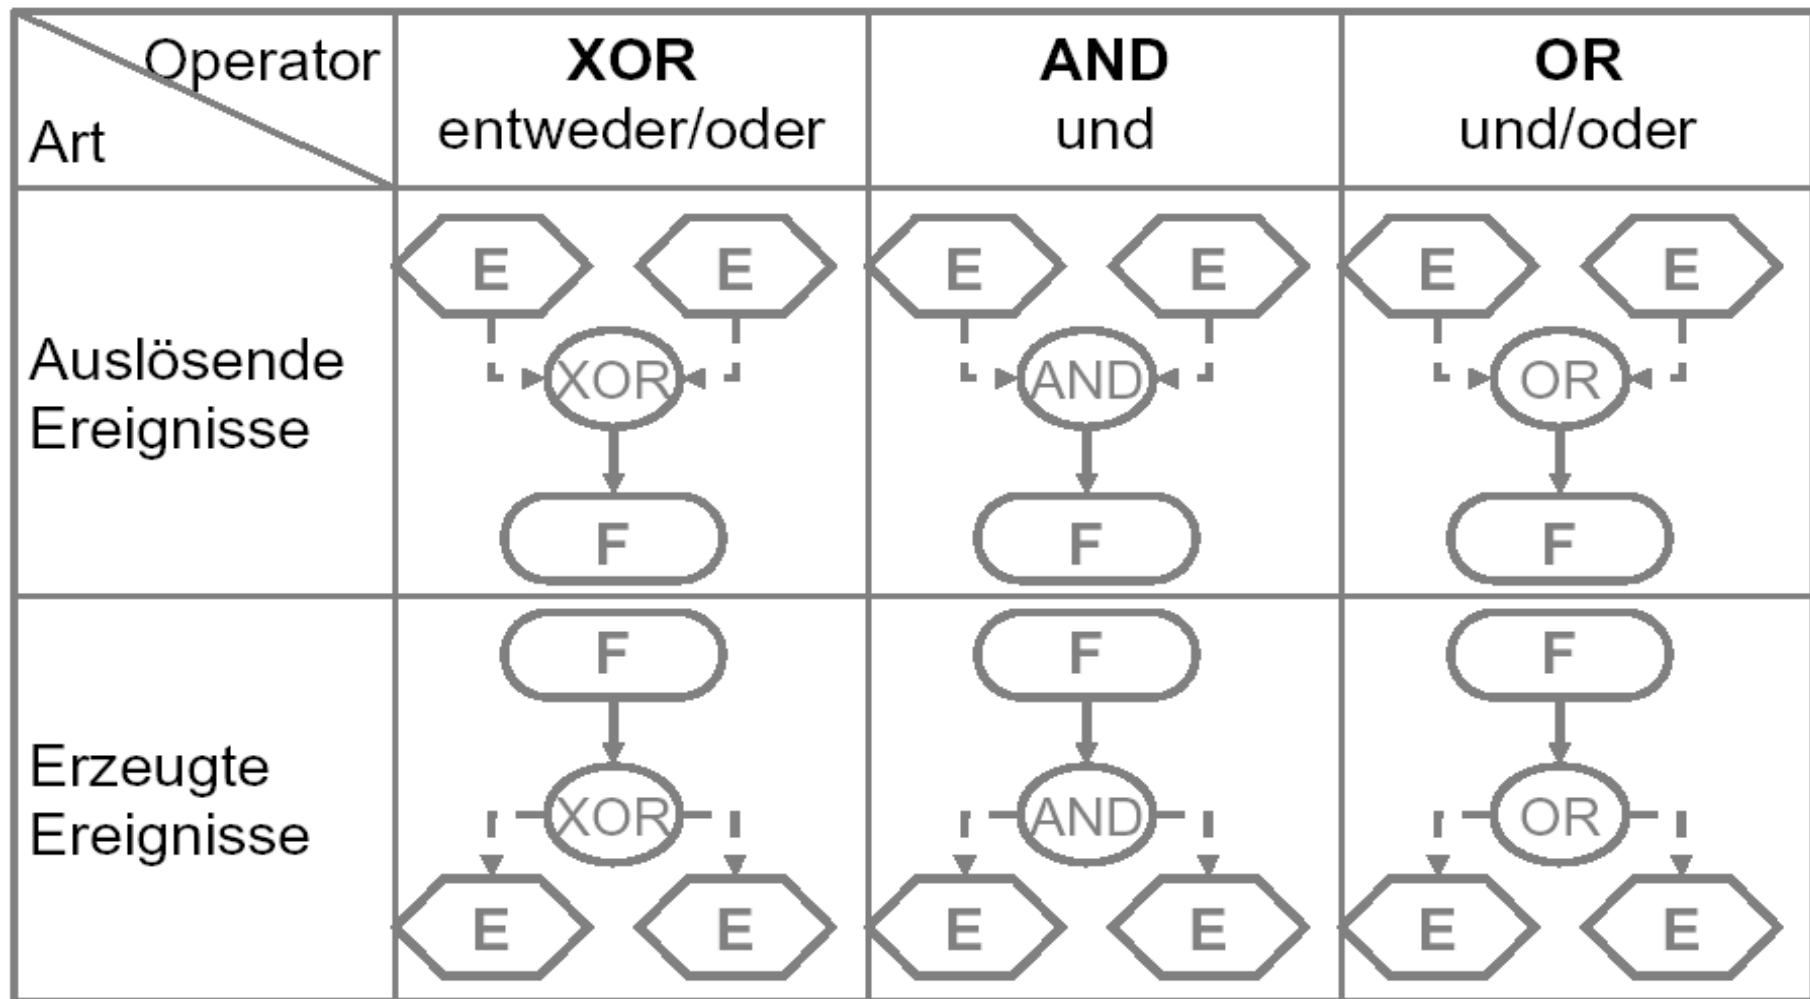 Operator
Art
XOR
entweder/oder
AND
und
OR
und/oder
Auslösende
Ereignisse
E E
XOR
F
E E
AND
F
E E
OR
F
Erzeugte
Ereignisse
F
XOR
E E
F
AND
E E
F
OR
E E